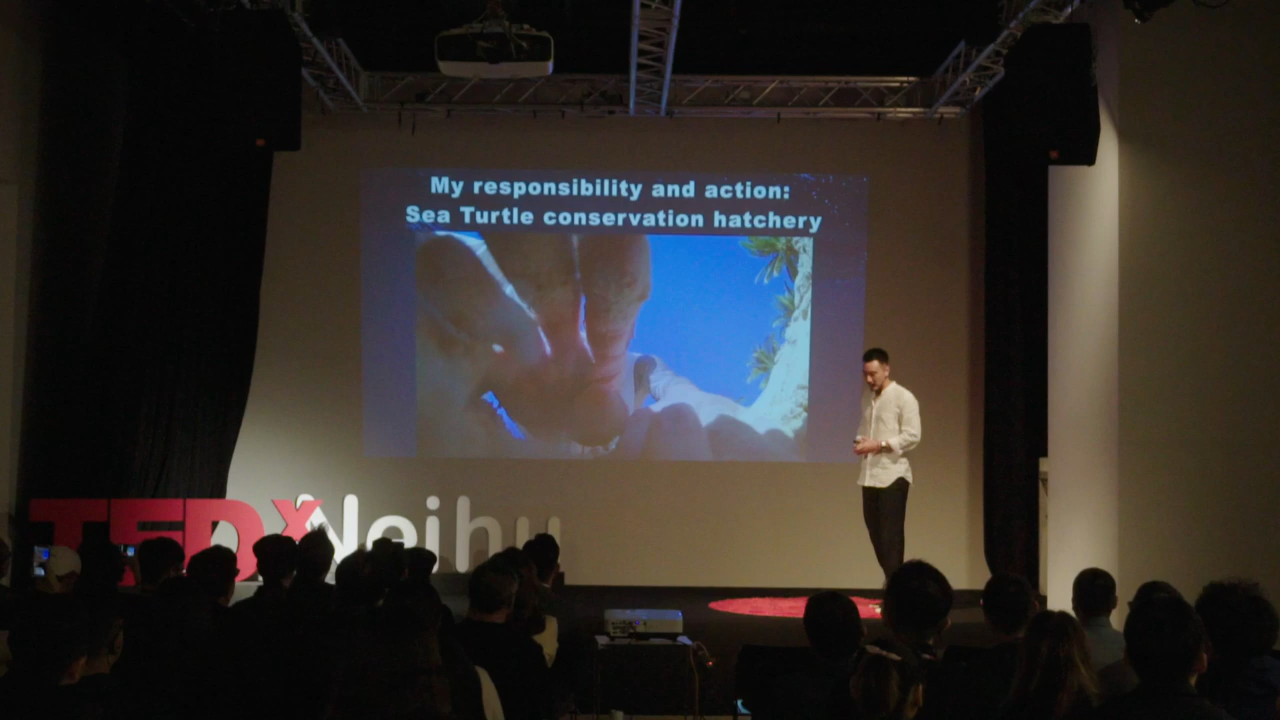 My responsibility and action:
Sea Turtle conservation hatchery
TEDxNeihu